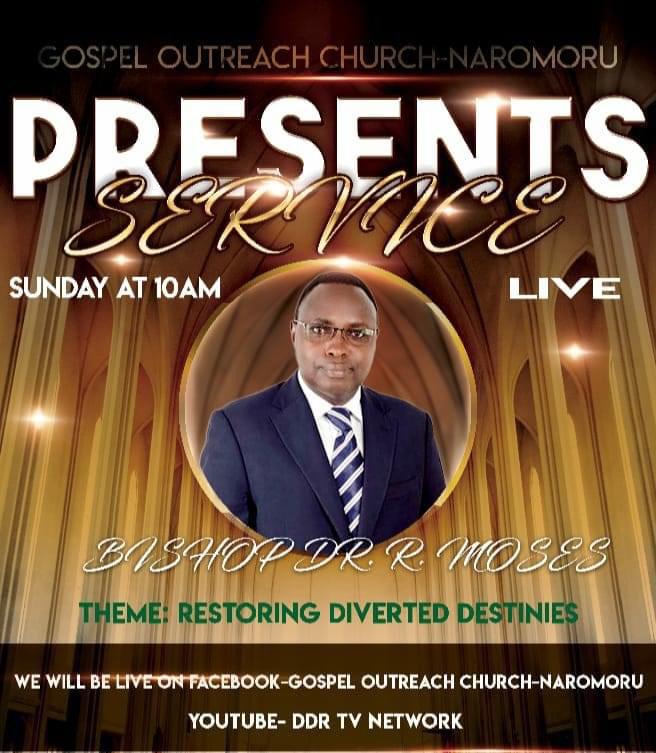 GOSPEL OUTREACH CHURCH-NAROMORU
PRESENTS
SERVICE
SUNDAY AT 10AM
LIVE
BISHOP DR. R. MOSES
THEME: RESTORING DIVERTED DESTINIES
WE WILL BE LIVE ON FACEBOOK-GOSPEL OUTREACH CHURCH-NAROMORU
YOUTUBE- DDR TV NETWORK